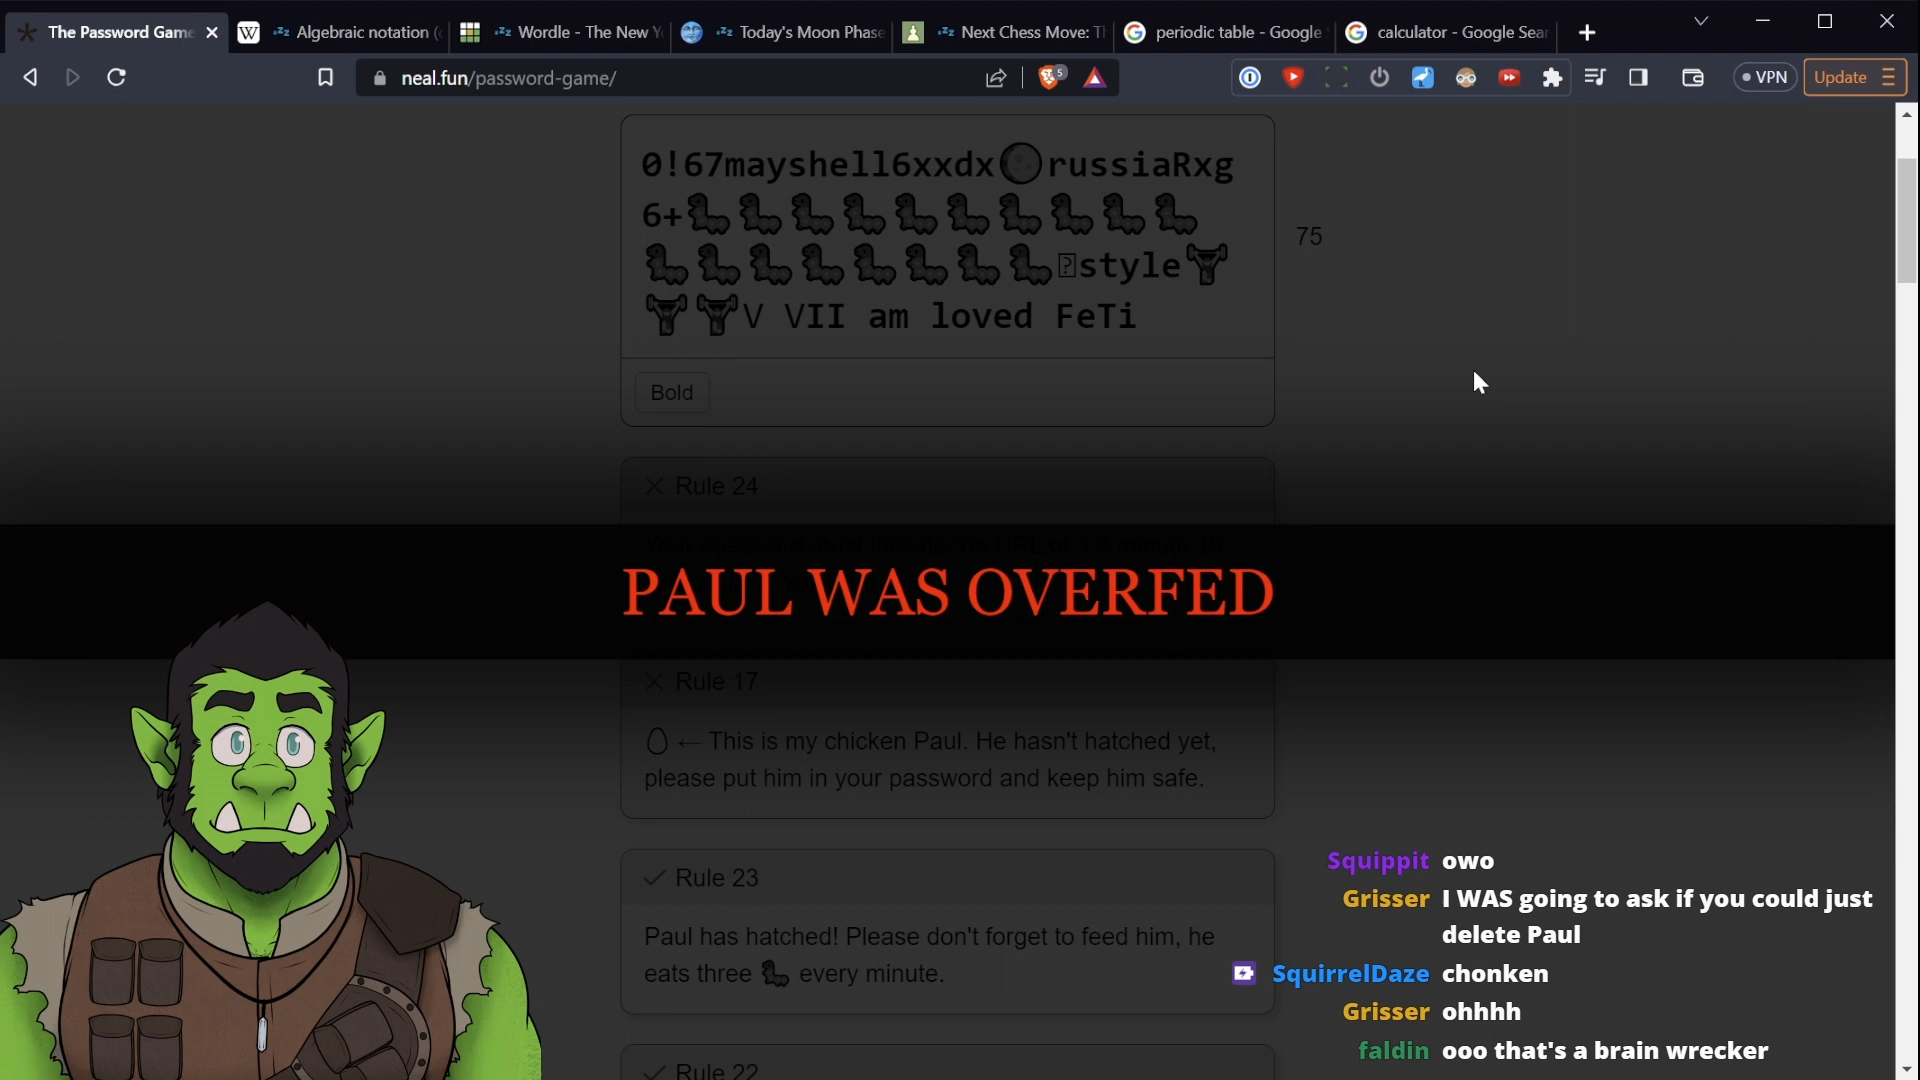 The Password Game
Algebraic notation (
Wordle - The New Y
Today's Moon Phase
Next Chess Move: Th
periodic table - Google S
calculator - Google Sear
neal.fun/password-game/
5
VPN
Update
0!67mayshell6xxdx🌑russiaRxg
6+🐛🐛🐛🐛🐛🐛🐛🐛🐛🐛
🐛🐛🐛🐛🐛🐛🐛🐛style🏋
🏋🏋V VII am loved FeTi
75
Bold
Rule 24
PAUL WAS OVERFED
Rule 17
🥚 ← This is my chicken Paul. He hasn't hatched yet,
please put him in your password and keep him safe.
Rule 23
Paul has hatched! Please don't forget to feed him, he
eats three 🐛 every minute.
Rule 22
Squippit owo
Grisser I WAS going to ask if you could just
delete Paul
SquirrelDaze chonken
Grisser ohhhh
faldin ooo that's a brain wrecker